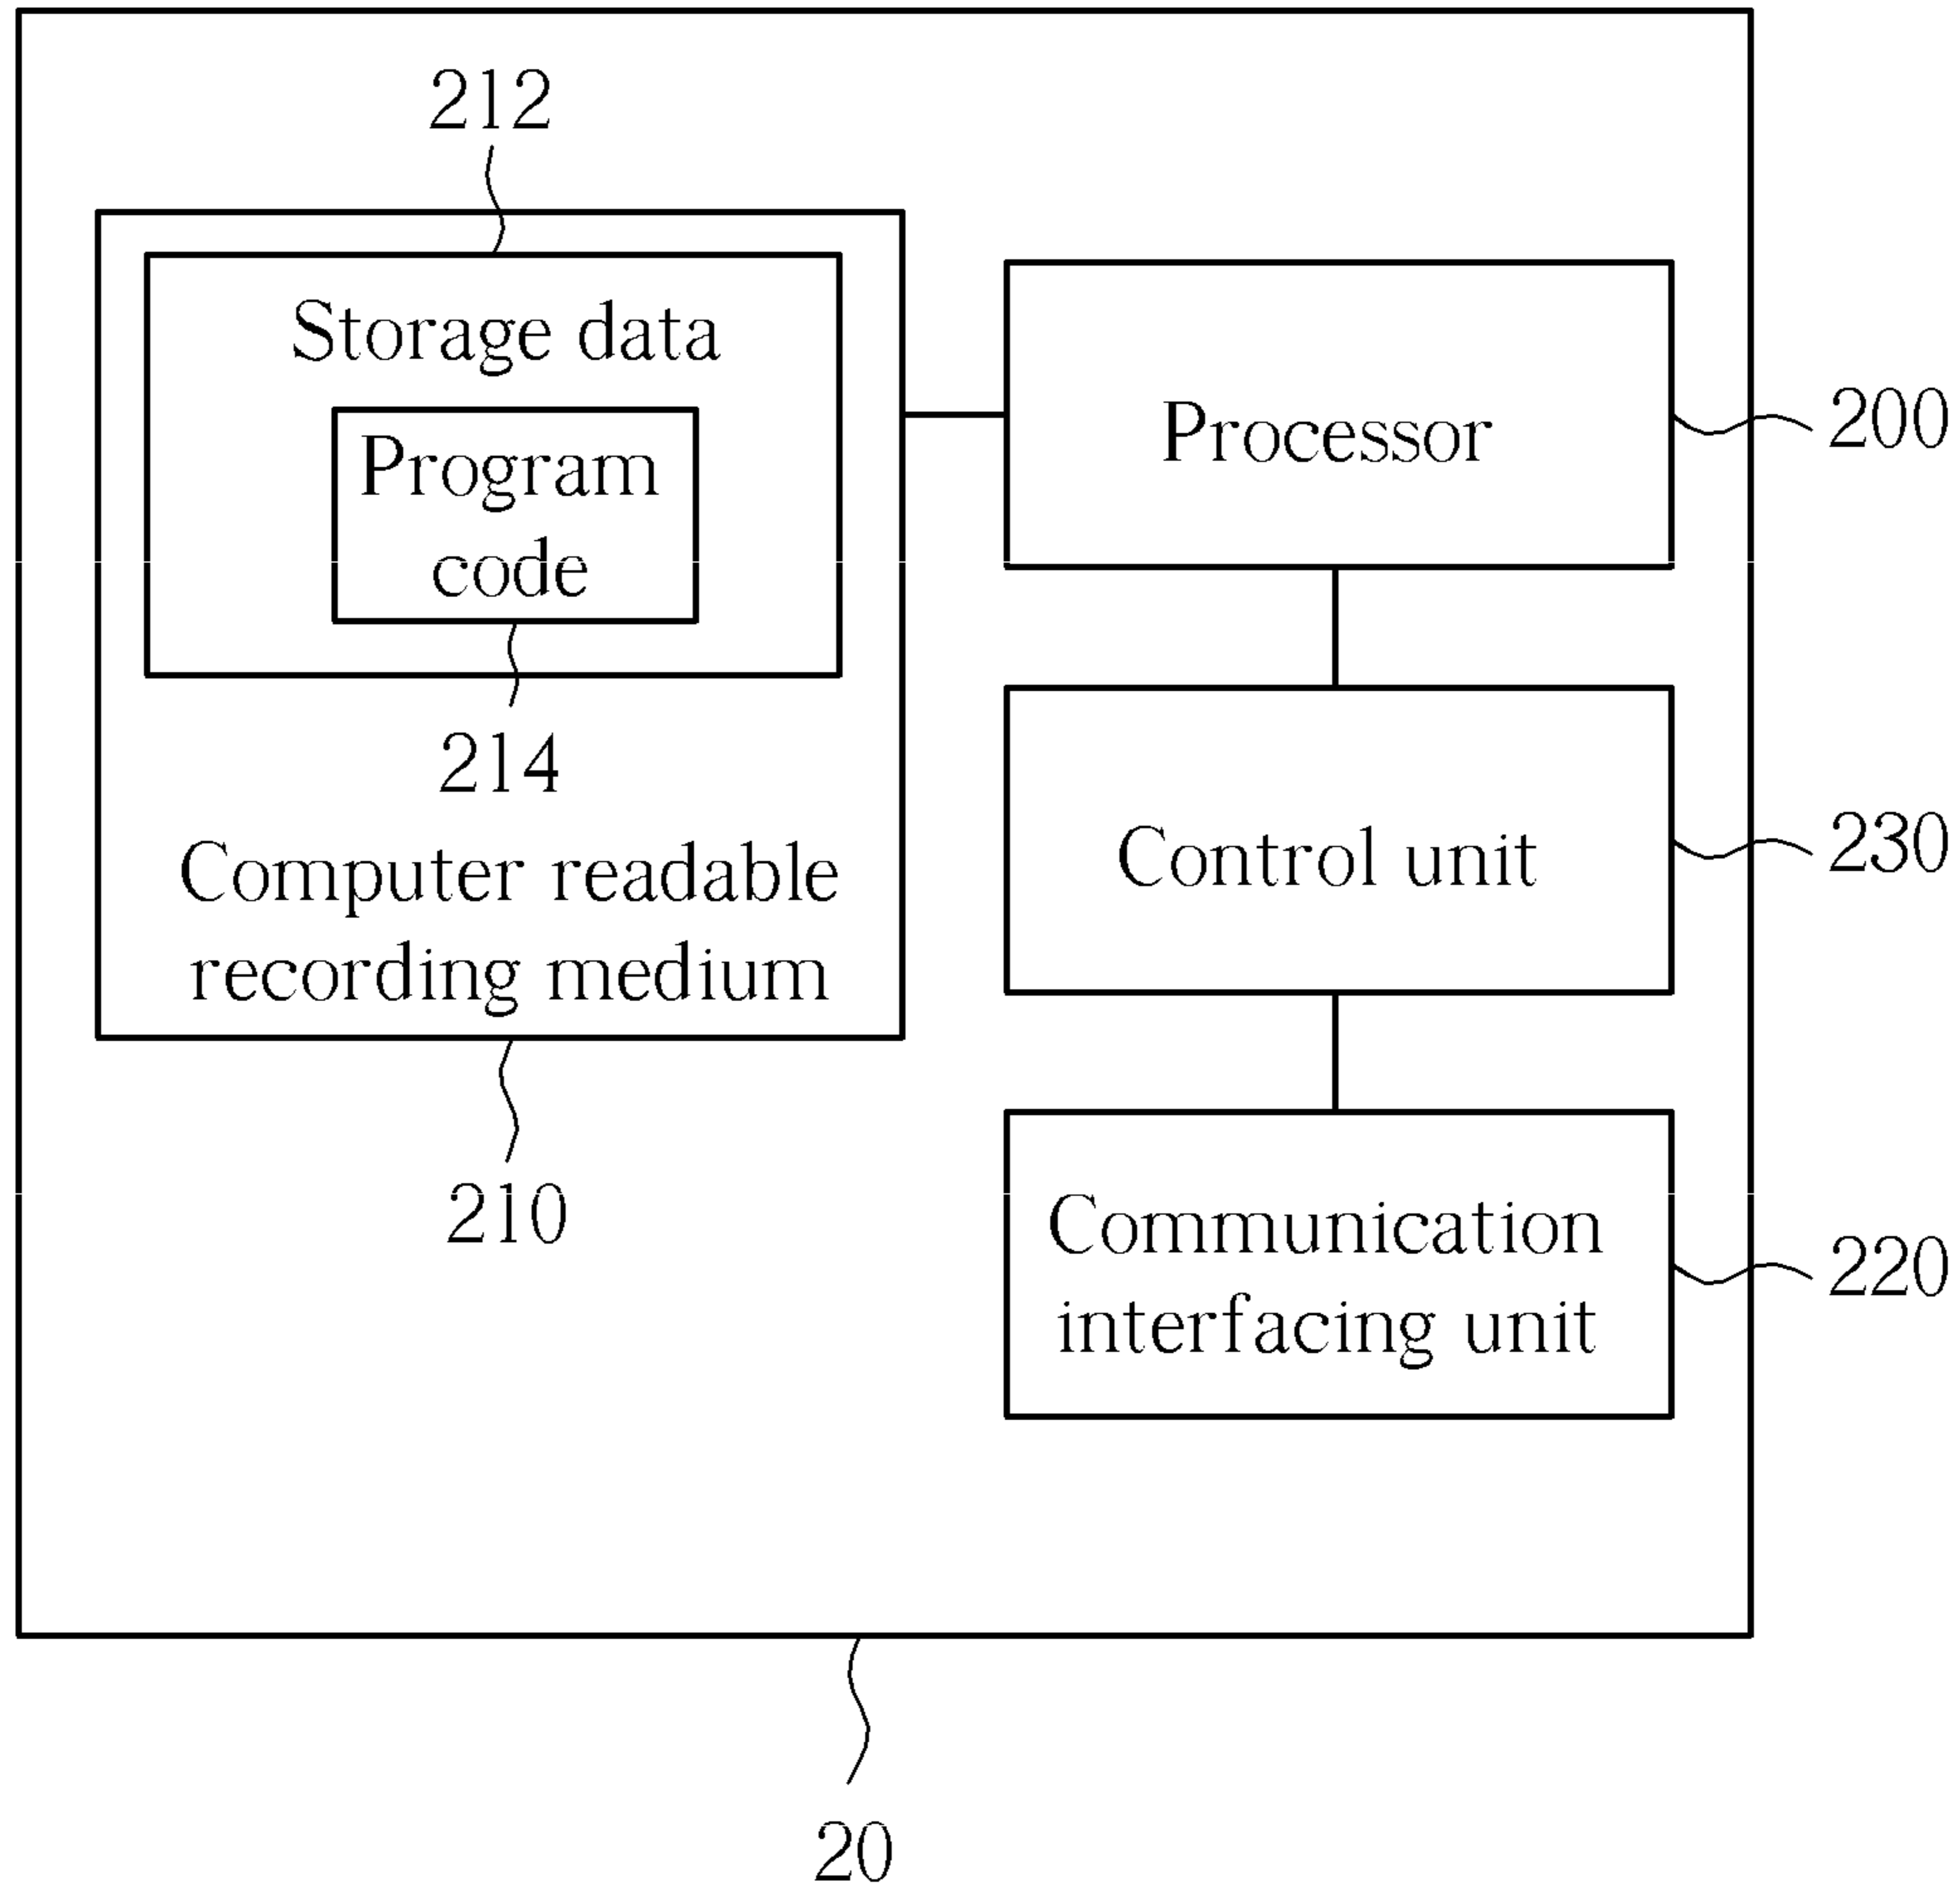 212
Storage data
Program
code
214
Computer readable
recording medium
210
Processor
200
Control unit
230
Communication
interfacing unit
220
20